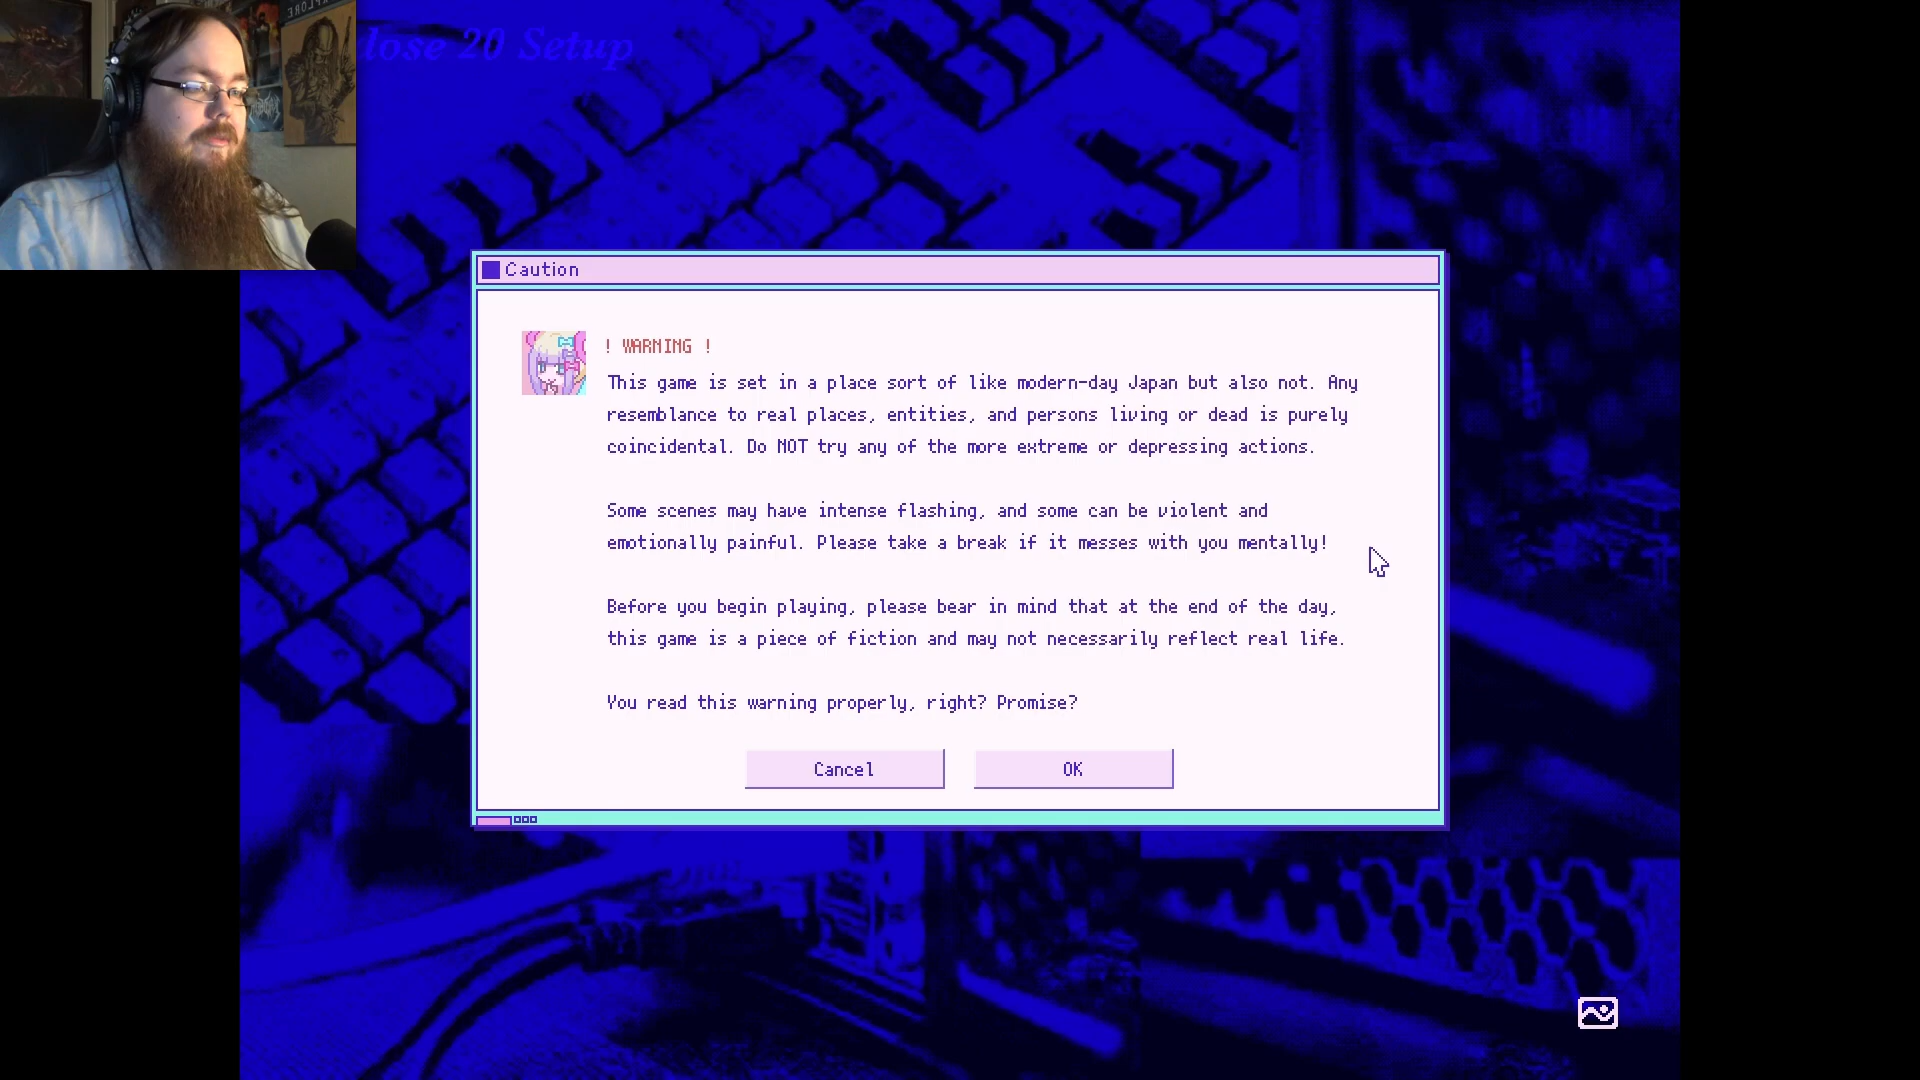 dose 20 Setup
Caution
! WARNING !
This game is set in a place sort of like modern-day Japan but also not. Any
resemblance to real places, entities, and persons living or dead is purely
coincidental. Do NOT try any of the more extreme or depressing actions.
Some scenes may have intense flashing, and some can be violent and
emotionally painful. Please take a break if it messes with you mentally!
Before you begin playing, please bear in mind that at the end of the day,
this game is a piece of fiction and may not necessarily reflect real life.
You read this warning properly, right? Promise?
Cancel
OK